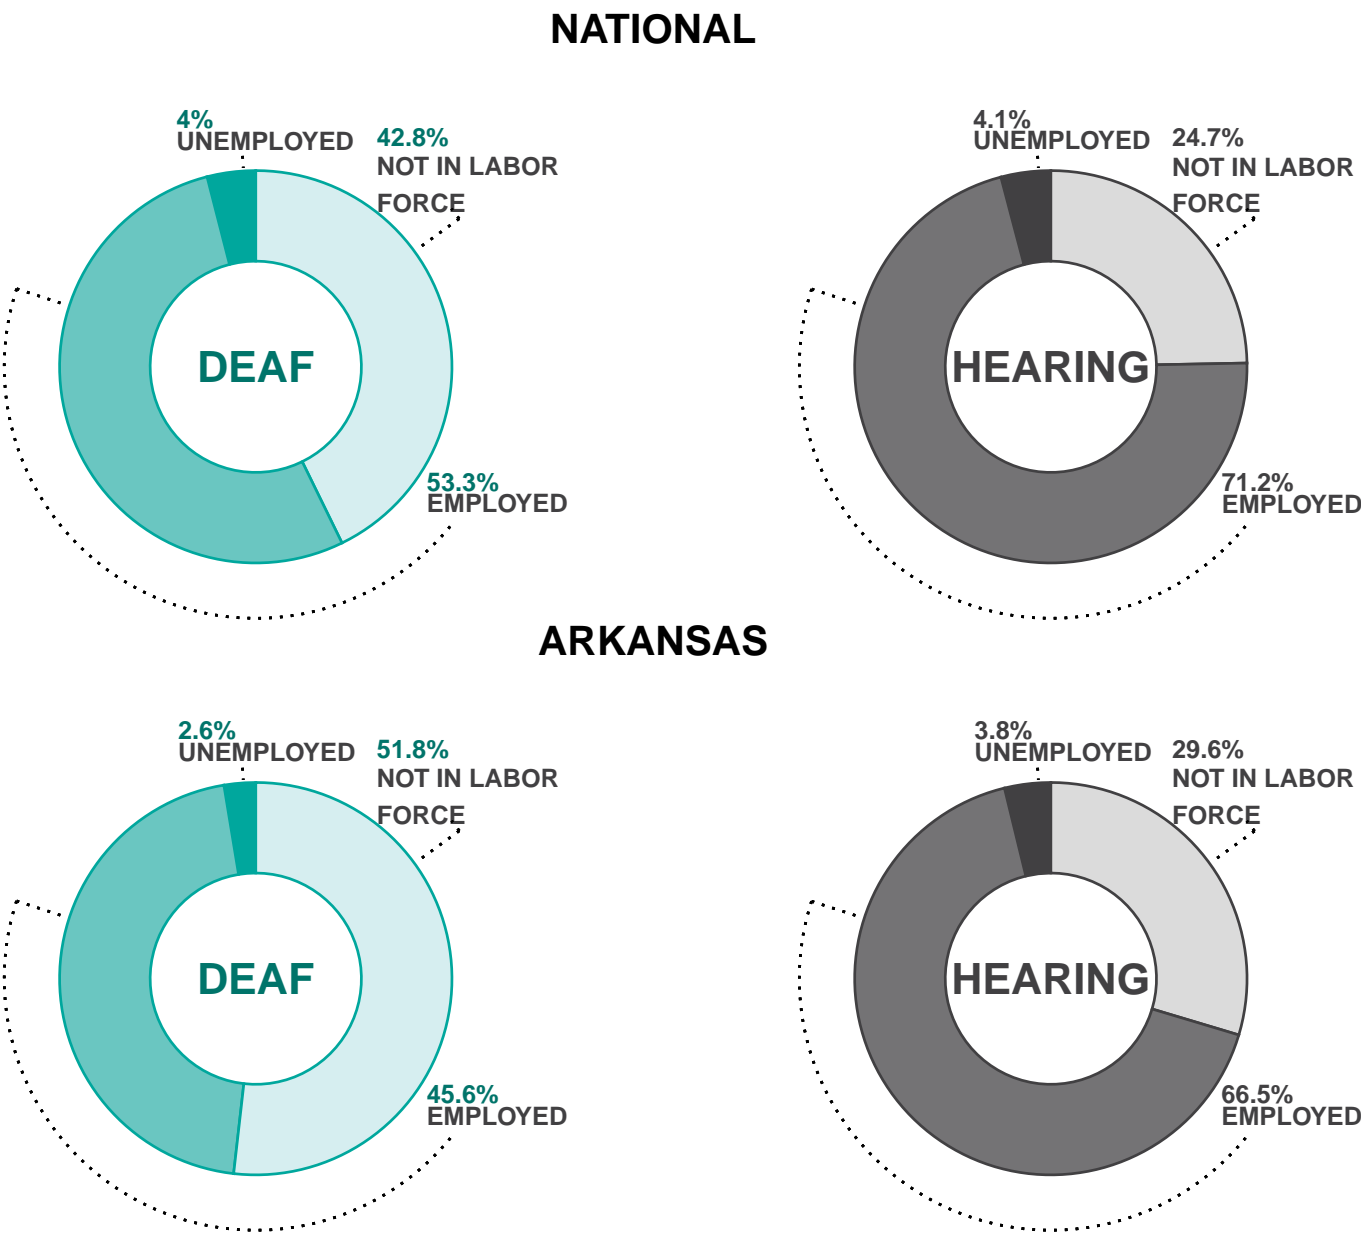 NATIONAL
4%
UNEMPLOYED
42.8%
NOT IN LABOR
FORCE
DEAF
53.3%
EMPLOYED
4.1%
UNEMPLOYED
24.7%
NOT IN LABOR
FORCE
HEARING
71.2%
EMPLOYED
ARKANSAS
2.6%
UNEMPLOYED
51.8%
NOT IN LABOR
FORCE
DEAF
45.6%
EMPLOYED
3.8%
UNEMPLOYED
29.6%
NOT IN LABOR
FORCE
HEARING
66.5%
EMPLOYED